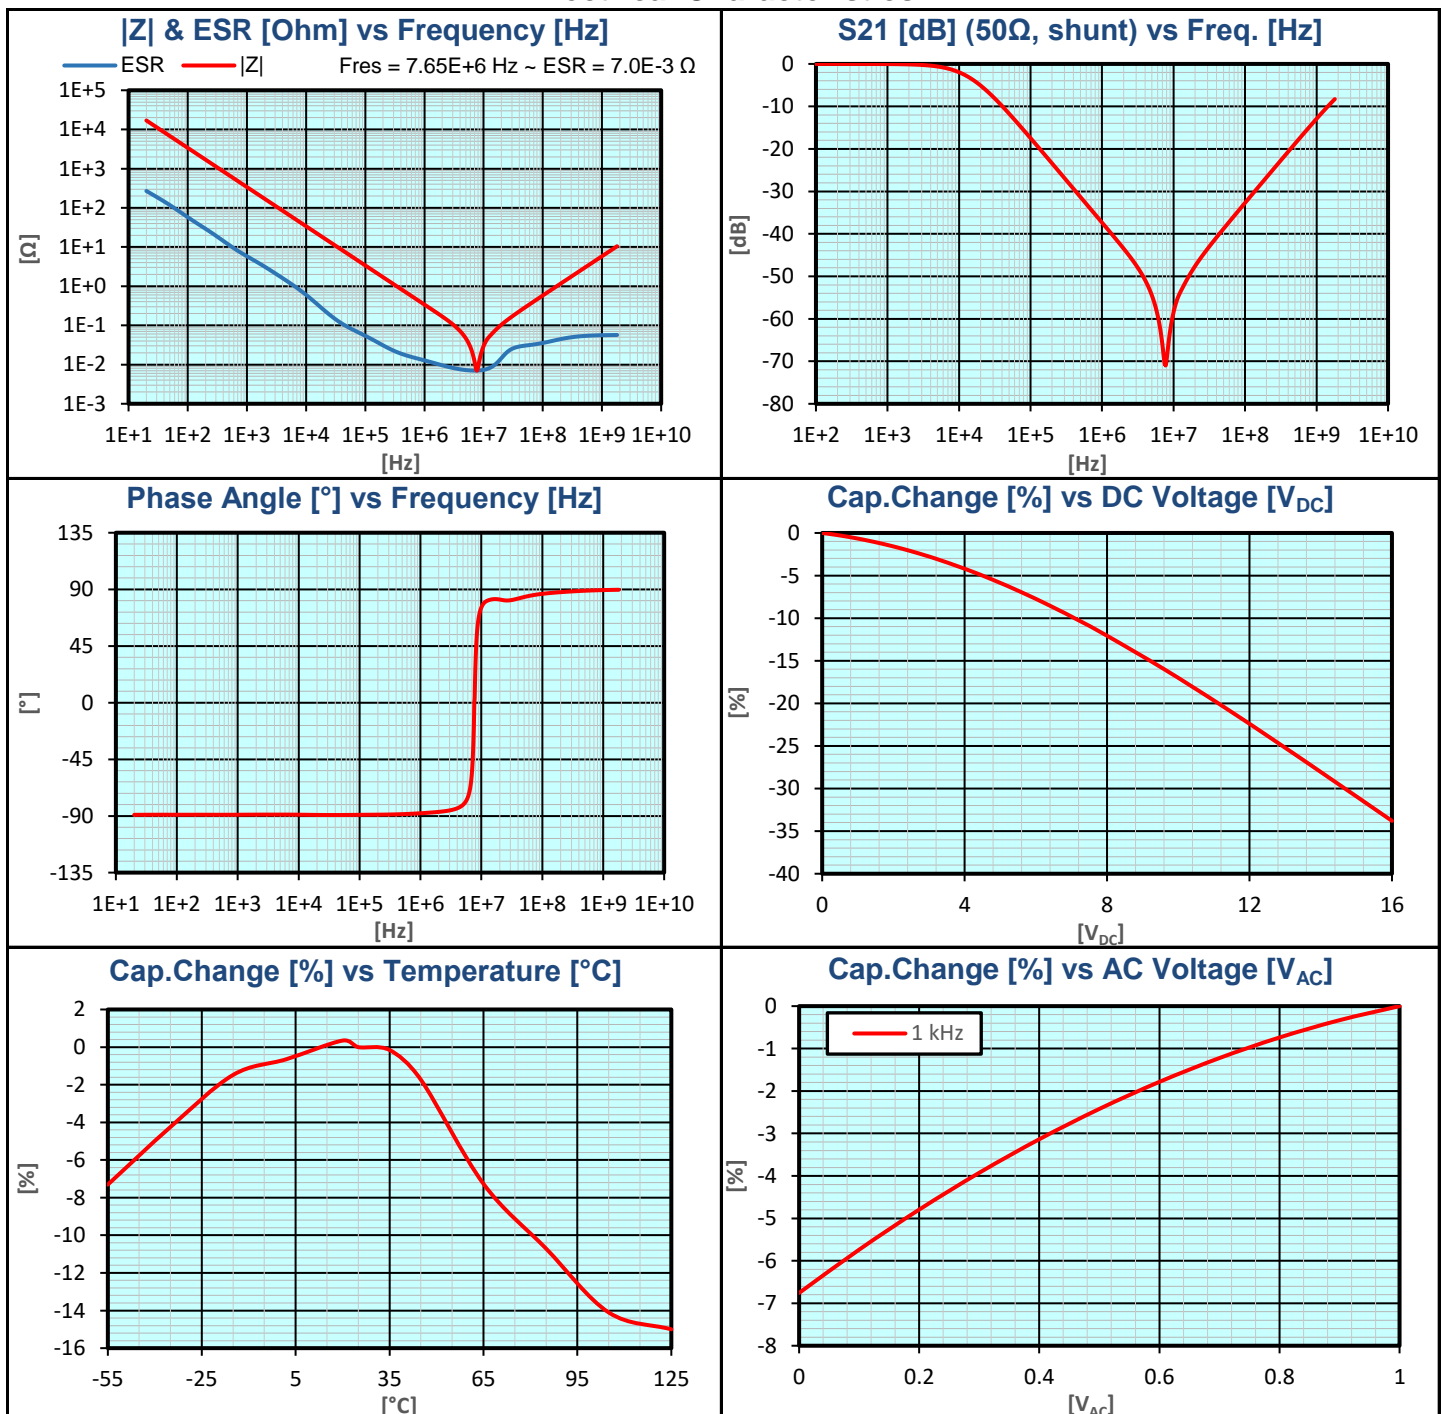 |Z| & ESR [Ohm] vs Frequency [Hz]
ESR |Z| Fres = 7.65E+6 Hz ~ ESR = 7.0E-3 Ω
1E+5
1E+4
1E+3
1E+2
1E+1
1E+0
1E-1
1E-2
1E-3
[Ω]
1E+1 1E+2 1E+3 1E+4 1E+5 1E+6 1E+7 1E+8 1E+9 1E+10
[Hz]
S21 [dB] (50Ω, shunt) vs Freq. [Hz]
0
-10
-20
-30
-40
-50
-60
-70
-80
[dB]
1E+2 1E+3 1E+4 1E+5 1E+6 1E+7 1E+8 1E+9 1E+10
[Hz]
Phase Angle [°] vs Frequency [Hz]
135
90
45
0
-45
-90
-135
[°]
1E+1 1E+2 1E+3 1E+4 1E+5 1E+6 1E+7 1E+8 1E+9 1E+10
[Hz]
Cap.Change [%] vs DC Voltage [VDC]
0
-5
-10
-15
-20
-25
-30
-35
-40
[%]
0 4 8 12 16
[VDC]
Cap.Change [%] vs Temperature [°C]
2
0
-2
-4
-6
-8
-10
-12
-14
-16
[%]
-55 -25 5 35 65 95 125
[°C]
Cap.Change [%] vs AC Voltage [VAC]
1 kHz
0
-1
-2
-3
-4
-5
-6
-7
-8
[%]
0 0.2 0.4 0.6 0.8 1
[VAC]